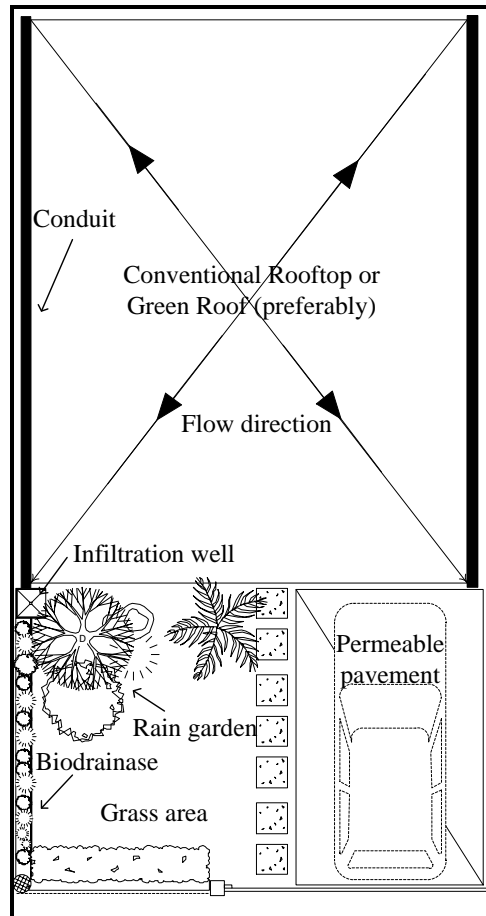 Conduit
Conventional Rooftop or
Green Roof (preferably)
Flow direction
Infiltration well
Permeable
pavement
Rain garden
Biodrainase
Grass area
D